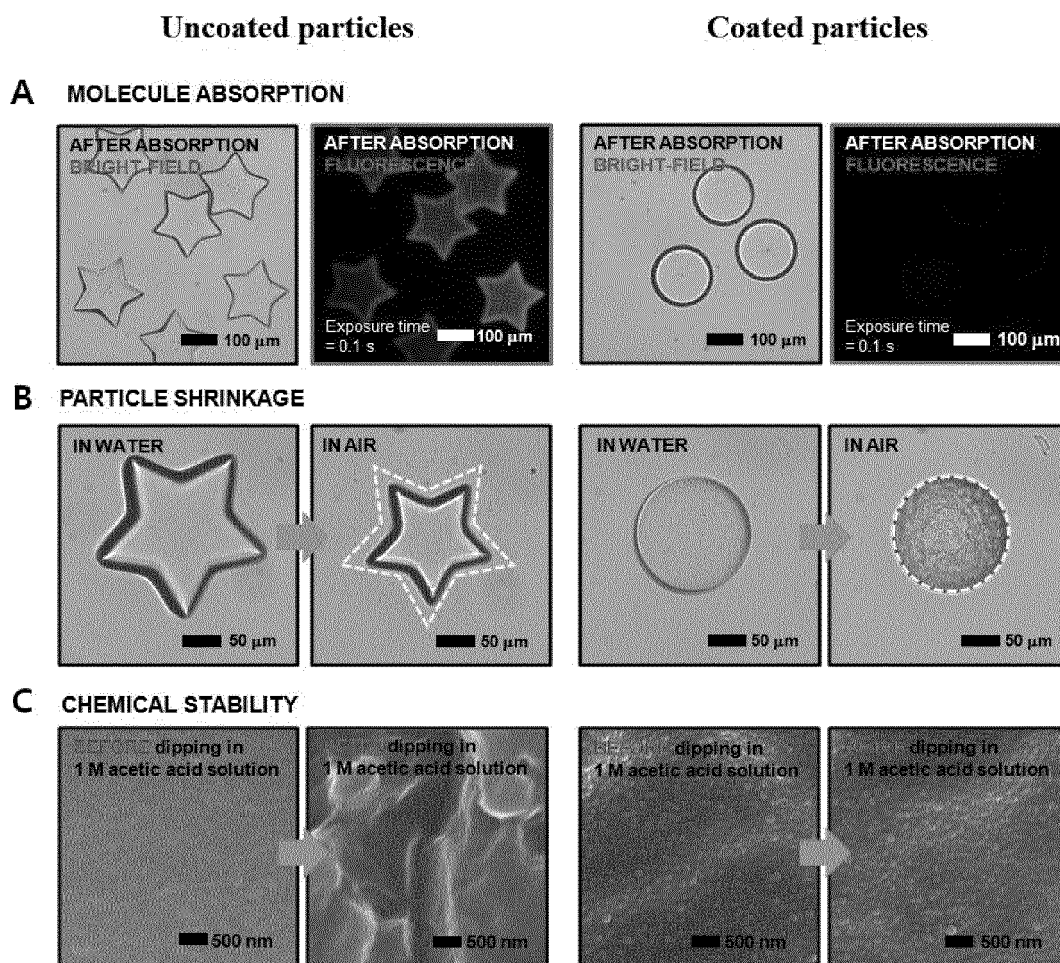 Uncoated particles
Coated particles
A MOLECULE ABSORPTION
AFTER ABSORPTION
BRIGHT-FIELD
100 μm
AFTER ABSORPTION
FLUORESCENCE
Exposure time
= 0.1 s
100 μm
AFTER ABSORPTION
BRIGHT-FIELD
100 μm
AFTER ABSORPTION
FLUORESCENCE
Exposure time
= 0.1 s
100 μm
B PARTICLE SHRINKAGE
IN WATER
50 μm
IN AIR
50 μm
IN WATER
50 μm
IN AIR
50 μm
C CHEMICAL STABILITY
BEFORE dipping in
1 M acetic acid solution
500 nm
dipping in
1 M acetic acid solution
500 nm
BEFORE dipping in
1 M acetic acid solution
500 nm
dipping in
1 M acetic acid solution
500 nm